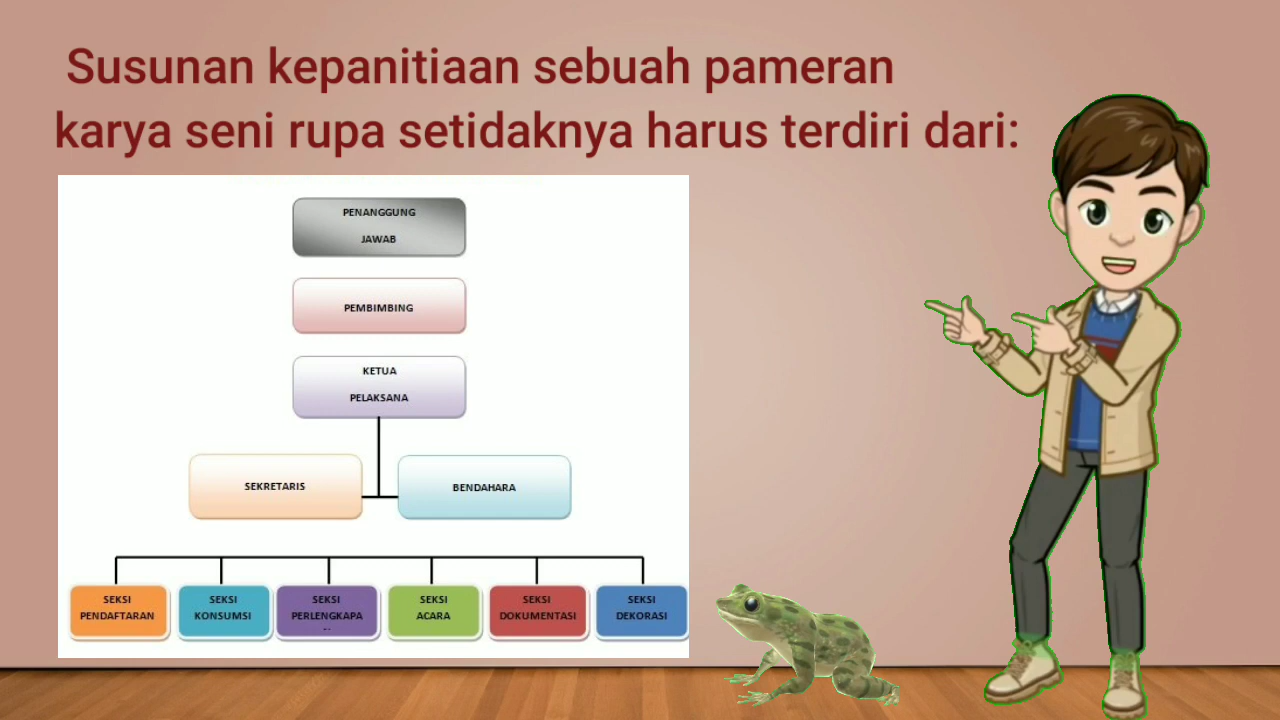 Susunan kepanitiaan sebuah pameran
karya seni rupa setidaknya harus terdiri dari:
PENANGGUNG
JAWAB
PEMBIMBING
KETUA
PELAKSANA
SEKRETARIS
BENDAHARA
SEKSI
PENDAFTARAN
SEKSI
KONSUMSI
SEKSI
PERLENGKAPA
SEKSI
ACARA
SEKSI
DOKUMENTASI
SEKSI
DEKORASI